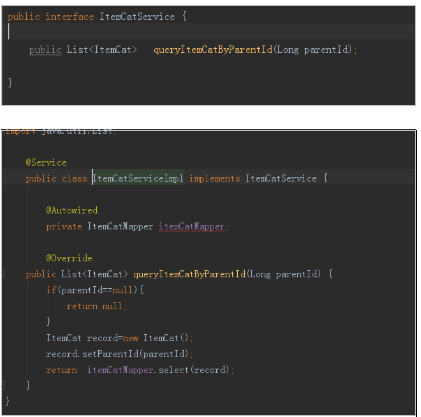 public interface ItemCatService {
public List<ItemCat> queryItemCatByParentId(Long parentId);
}
import java.util.List;
@Service
public class ItemCatServiceImpl implements ItemCatService {
@Autowired
private ItemCatMapper itemCatMapper;
@Override
public List<ItemCat> queryItemCatByParentId(Long parentId) {
if(parentId==null){
return null;
}
ItemCat record=new ItemCat();
record.setParentId(parentId);
return itemCatMapper.select(record);
}
}